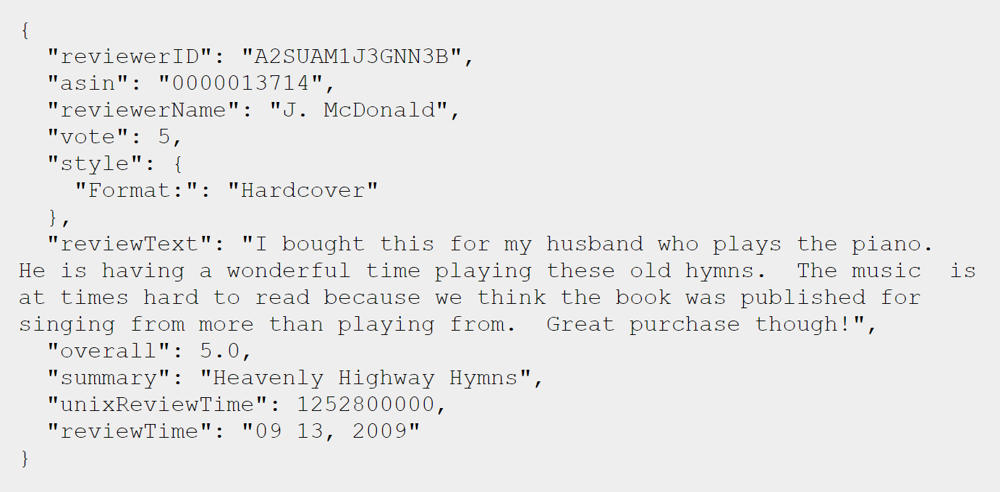 {
  "reviewerID": "A2SUAM1J3GNN3B",
  "asin": "0000013714",
  "reviewerName": "J. McDonald",
  "vote": 5,
  "style": {
    "Format:": "Hardcover"
  },
  "reviewText": "I bought this for my husband who plays the piano.
He is having a wonderful time playing these old hymns.  The music  is
at times hard to read because we think the book was published for
singing from more than playing from.  Great purchase though!",
  "overall": 5.0,
  "summary": "Heavenly Highway Hymns",
  "unixReviewTime": 1252800000,
  "reviewTime": "09 13, 2009"
}